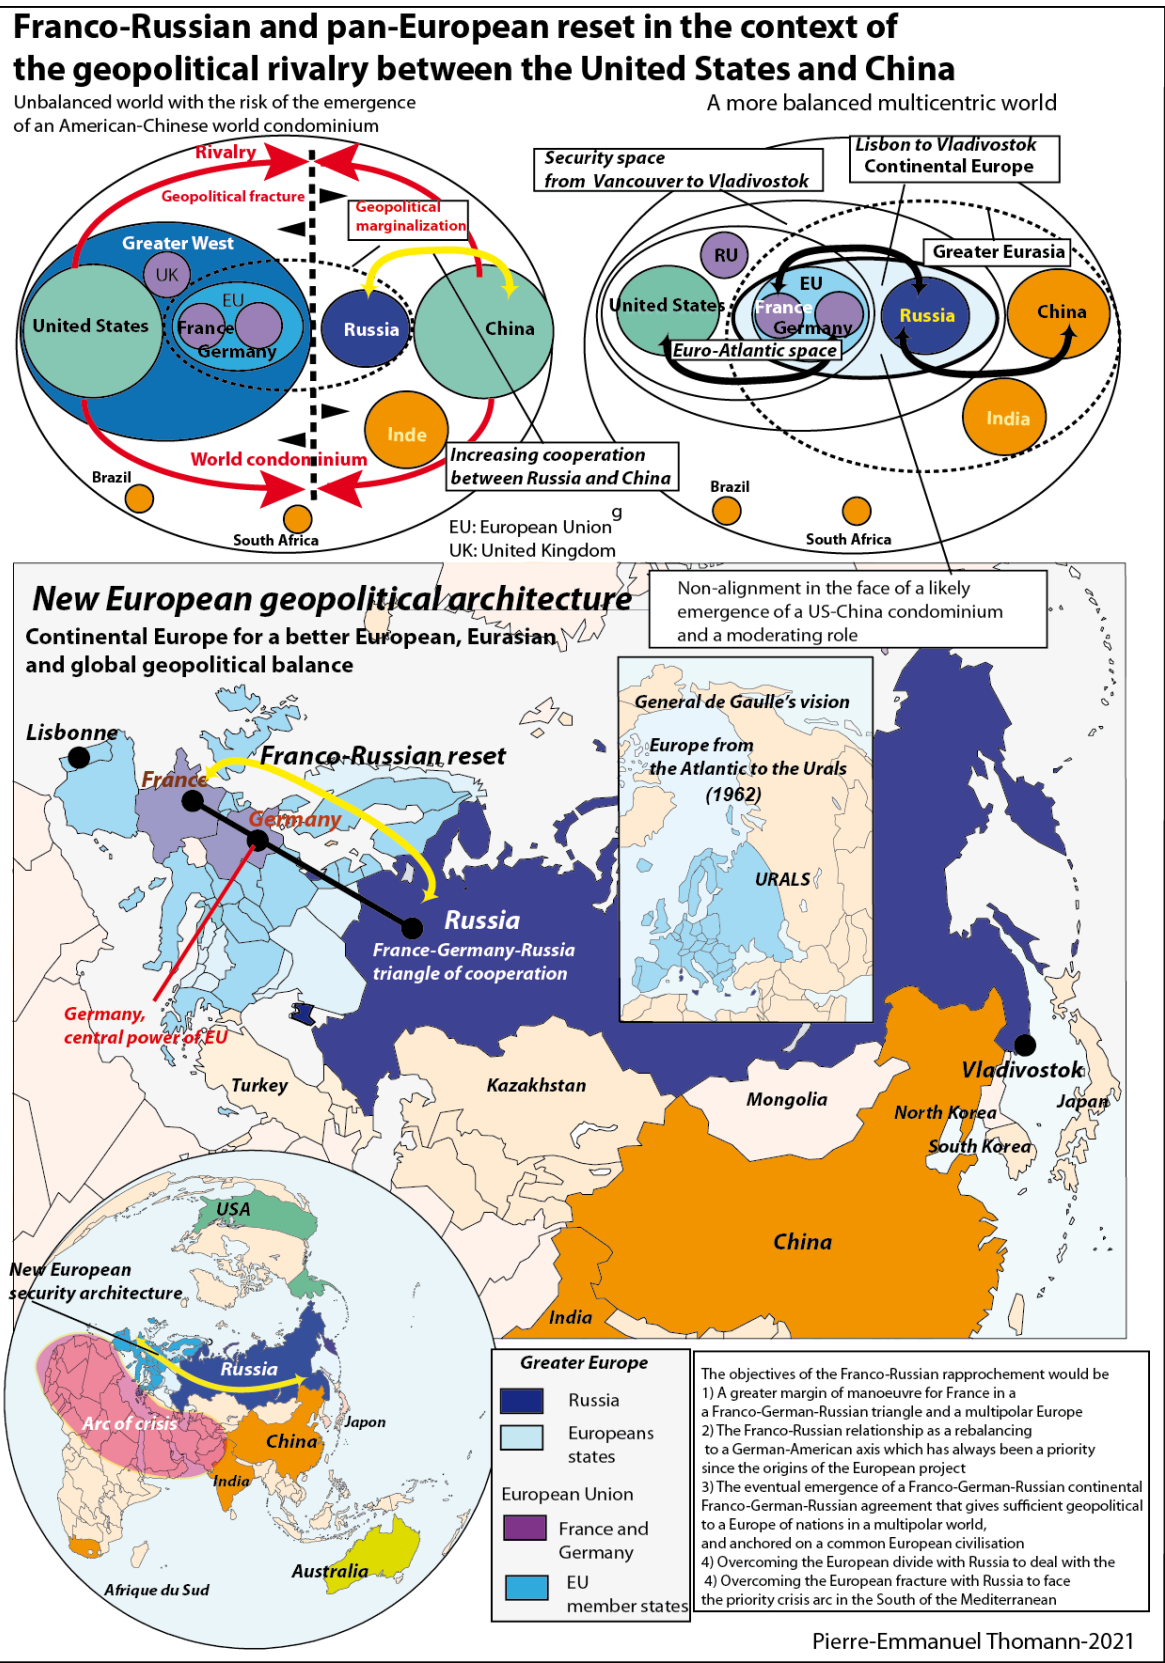 Franco-Russian and pan-European reset in the context of
the geopolitical rivalry between the United States and China
Unbalanced world with the risk of the emergence
of an American-Chinese world condominium
Rivalry
Geopolitical fracture
Geopolitical
marginalization
Greater West
UK
EU
United States
France
Germany
Russia
China
Inde
World condominium
Increasing cooperation
between Russia and China
Brazil
South Africa
EU: European Union
g
UK: United Kingdom
A more balanced multicentric world
Security space
from Vancouver to Vladivostok
Lisbon to Vladivostok
Continental Europe
Greater Eurasia
RU
EU
United States
France
Germany
Russia
China
Euro-Atlantic space
India
Brazil
South Africa
Non-alignment in the face of a likely
emergence of a US-China condominium
and a moderating role
New European geopolitical architecture
Continental Europe for a better European, Eurasian
and global geopolitical balance
Lisbonne
Franco-Russian reset
France
Germany
Russia
France-Germany-Russia
triangle of cooperation
Germany,
central power of EU
General de Gaulle's vision
Europe from
the Atlantic to the Urals
(1962)
URALS
Turkey
Kazakhstan
Mongolia
Vladivostok
North Korea
Japan
South Korea
China
India
USA
New European
security architecture
Russia
Arc of crisis
Japon
China
India
Australia
Afrique du Sud
Greater Europe
Russia
Europeans
states
European Union
France and
Germany
EU
member states
The objectives of the Franco-Russian rapprochement would be
1) A greater margin of manoeuvre for France in a
a Franco-German-Russian triangle and a multipolar Europe
2) The Franco-Russian relationship as a rebalancing
to a German-American axis which has always been a priority
since the origins of the European project
3) The eventual emergence of a Franco-German-Russian continental
Franco-German-Russian agreement that gives sufficient geopolitical
to a Europe of nations in a multipolar world,
and anchored on a common European civilisation
4) Overcoming the European divide with Russia to deal with the
4) Overcoming the European fracture with Russia to face
the priority crisis arc in the South of the Mediterranean
Pierre-Emmanuel Thomann-2021